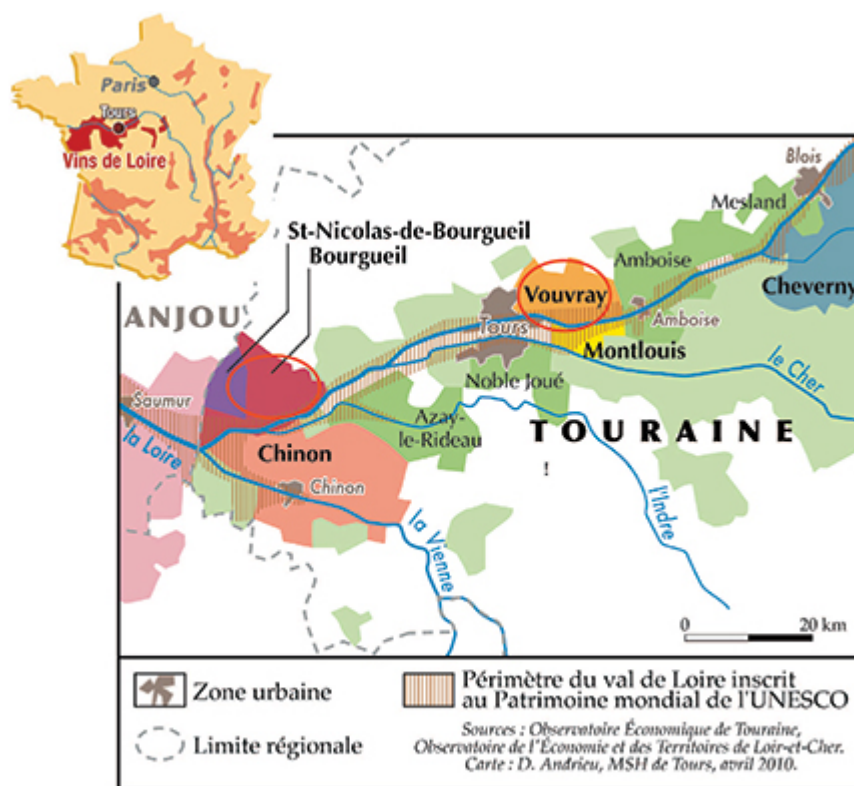 Paris
Tours
Vins de Loire
Blois
Mesland
St-Nicolas-de-Bourgueil
Bourgueil
Amboise
Cheverny
Vouvray
ANJOU
Tours
Amboise
Montlouis
le Cher
Noble Joué
Saumur
Azay-
le-Rideau
TOURAINE
la Loire
Chinon
!
Chinon
l'Indre
la Vienne
0 20 km
Zone urbaine
Limite régionale
Périmètre du val de Loire inscrit
au Patrimoine mondial de l'UNESCO
Sources : Observatoire Économique de Touraine,
Observatoire de l'Économie et des Territoires de Loir-et-Cher.
Carte : D. Andrieu, MSH de Tours, avril 2010.